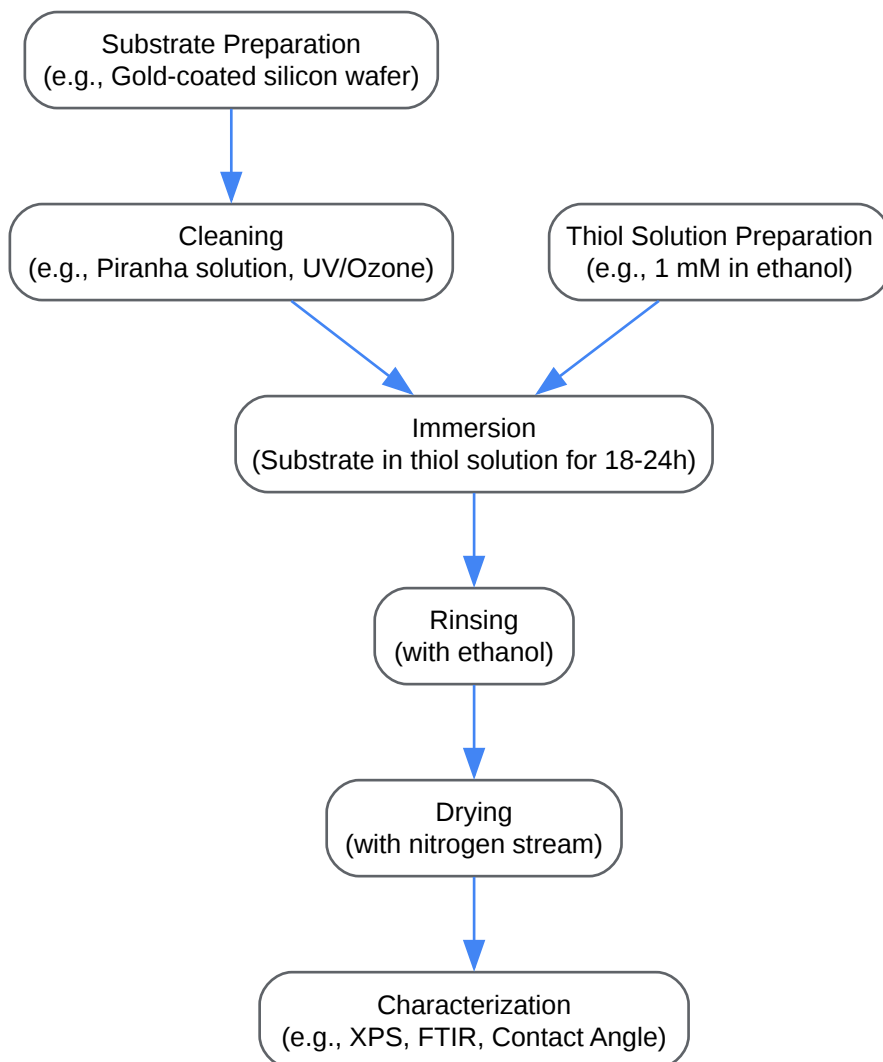 Substrate Preparation
(e.g., Gold-coated silicon wafer)
Cleaning
(e.g., Piranha solution, UV/Ozone)
Thiol Solution Preparation
(e.g., 1 mM in ethanol)
Immersion
(Substrate in thiol solution for 18-24h)
Rinsing
(with ethanol)
Drying
(with nitrogen stream)
Characterization
(e.g., XPS, FTIR, Contact Angle)